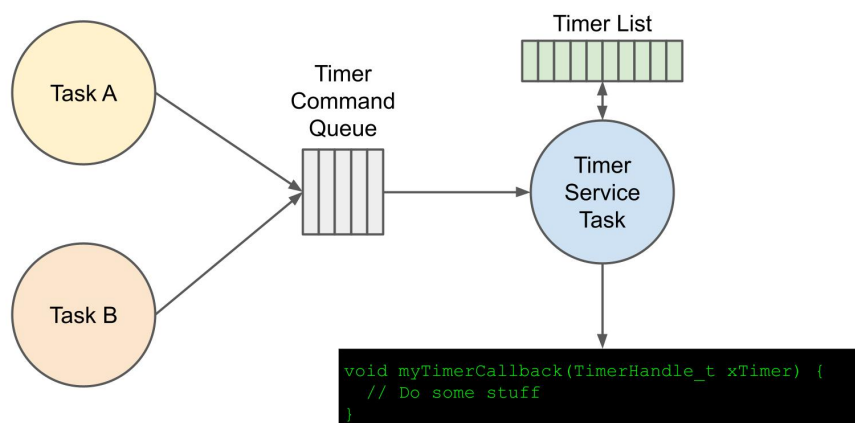 Timer List
Task A
Timer
Command
Queue
Timer
Service
Task
Task B
void myTimerCallback(TimerHandle_t xTimer) {
  // Do some stuff
}